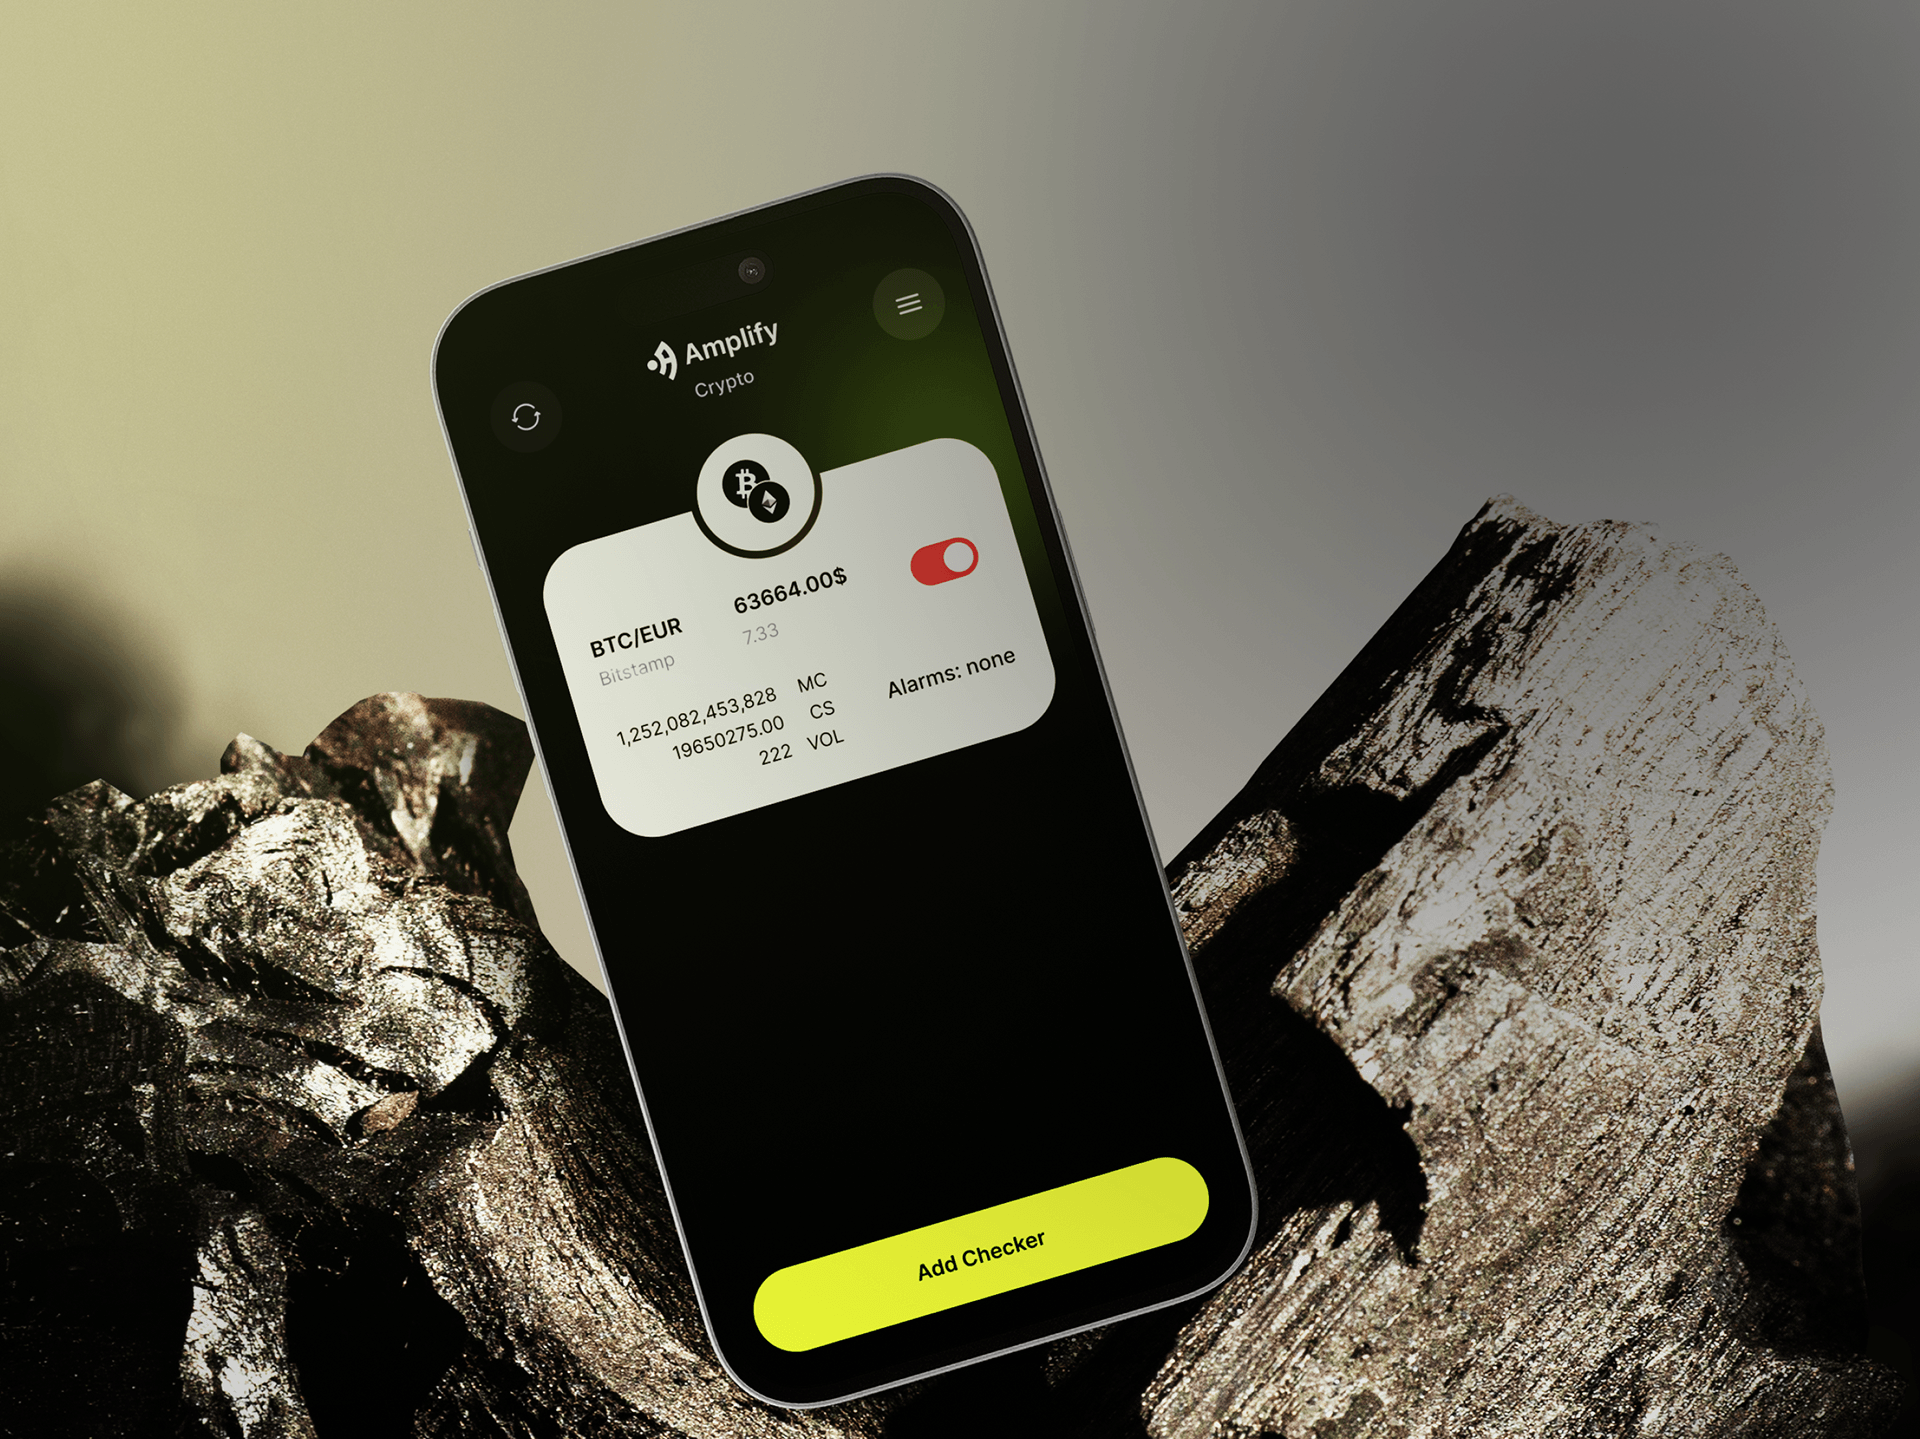 Amplify
Crypto
63664.00$
BTC/EUR
7.33
Bitstamp
1,252,082,453,828 MC
19650275.00 CS
222 VOL
Alarms: none
Add Checker